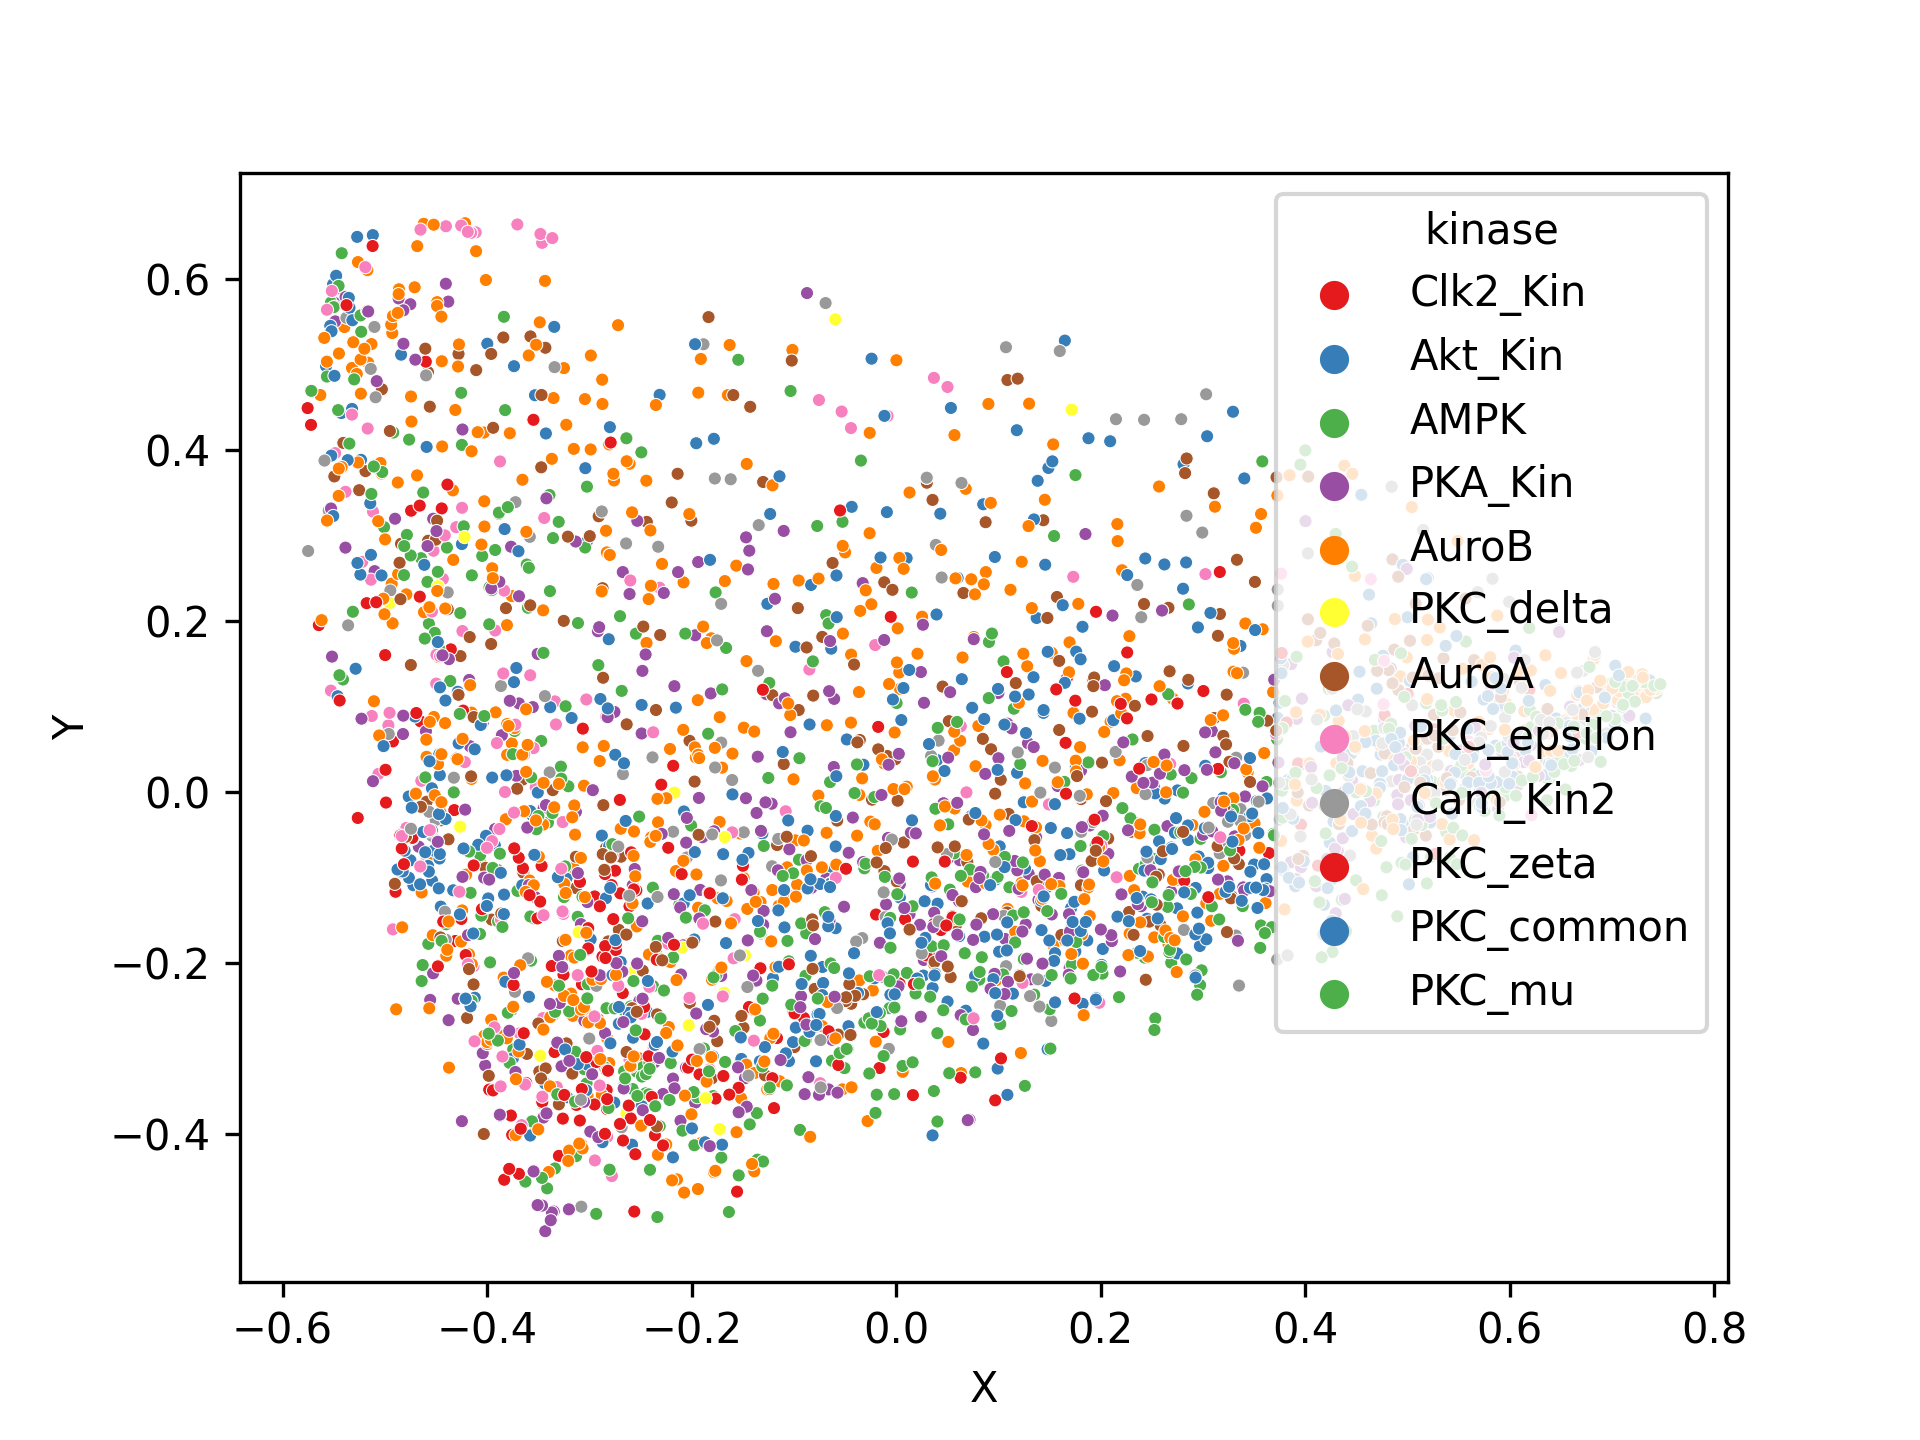 kinase
Clk2_Kin
Akt_Kin
AMPK
PKA_Kin
AuroB
PKC_delta
AuroA
PKC_epsilon
Cam_Kin2
PKC_zeta
PKC_common
PKC_mu
0.6
0.4
0.2
0.0
−0.2
−0.4
Y
−0.6 −0.4 −0.2 0.0 0.2 0.4 0.6 0.8
X